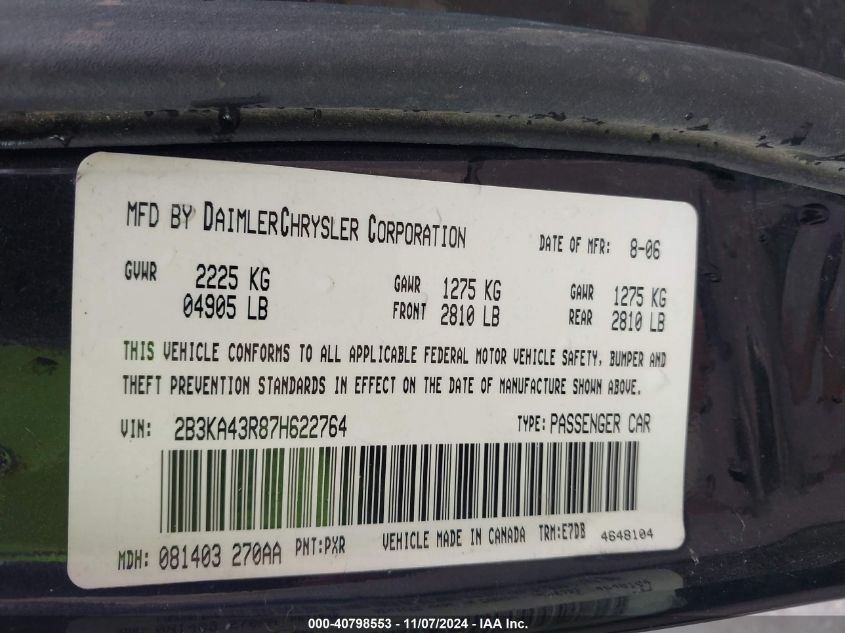 MFD BY DAIMLERCHRYSLER CORPORATION DATE OF MFR: 8-06
GVWR 2225 KG GAWR 1275 KG GAWR 1275 KG
04905 LB FRONT 2810 LB REAR 2810 LB
THIS VEHICLE CONFORMS TO ALL APPLICABLE FEDERAL MOTOR VEHICLE SAFETY, BUMPER AND
THEFT PREVENTION STANDARDS IN EFFECT ON THE DATE OF MANUFACTURE SHOWN ABOVE.
VIN: 2B3KA43R87H622764 TYPE: PASSENGER CAR
MDH: 081403 270AA PNT:PXR VEHICLE MADE IN CANADA TRM:E7DB 4648104
000-40798553 - 11/07/2024 - IAA Inc.